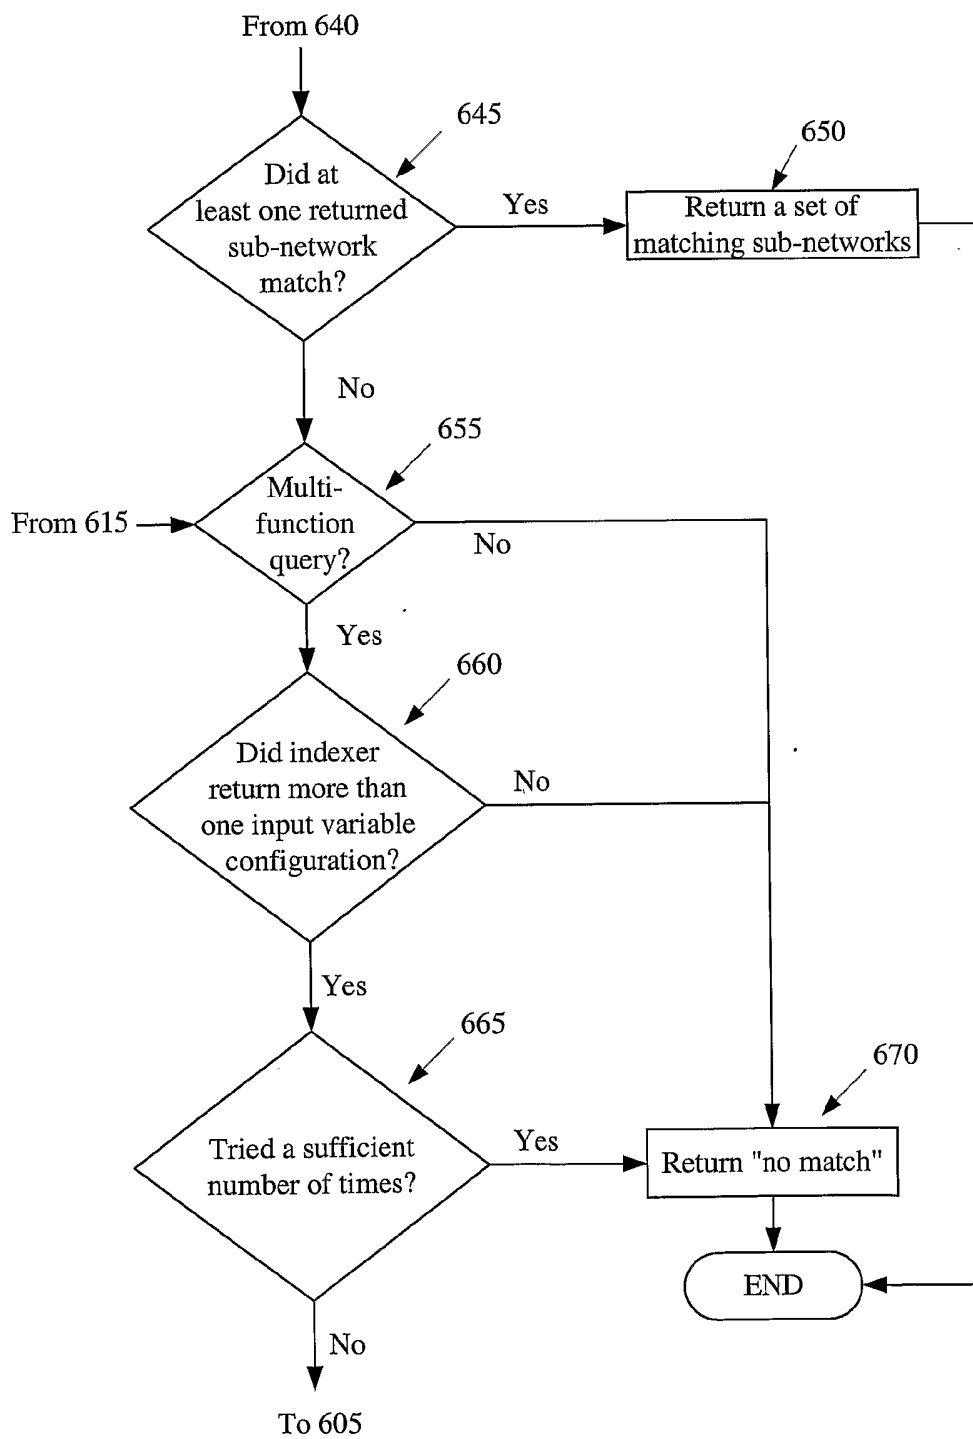 From 640
645
650
Did at
least one returned
sub-network
match?
Yes
Return a set of
matching sub-networks
No
655
Multi-
function
query?
From 615
No
Yes
660
Did indexer
return more than
one input variable
configuration?
No
Yes
665
670
Tried a sufficient
number of times?
Yes
Return "no match"
END
No
To 605